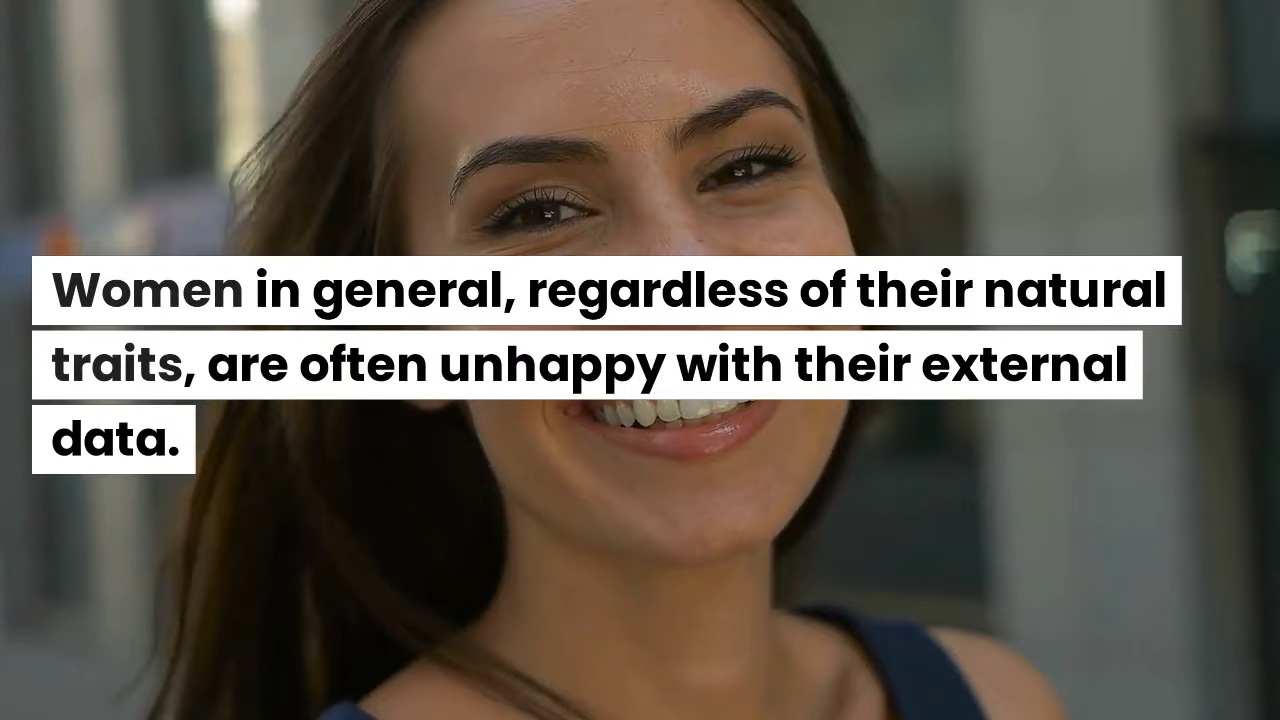 Women in general, regardless of their natural
traits, are often unhappy with their external
data.